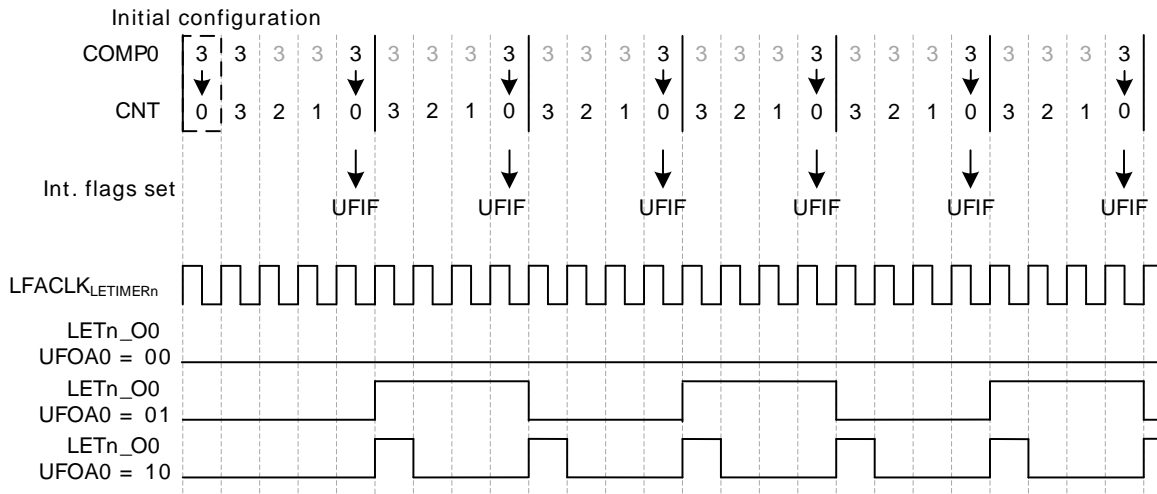 Initial configuration
COMP0 3 3 3 3 3 3 3 3 3 3 3 3 3 3 3 3 3 3 3 3 3 3 3 3 3
CNT 0 3 2 1 0 3 2 1 0 3 2 1 0 3 2 1 0 3 2 1 0 3 2 1 0
Int. flags set
UFIF UFIF UFIF UFIF UFIF UFIF
LFACLKLETIMERn
LETn_O0
UFOA0 = 00
LETn_O0
UFOA0 = 01
LETn_O0
UFOA0 = 10